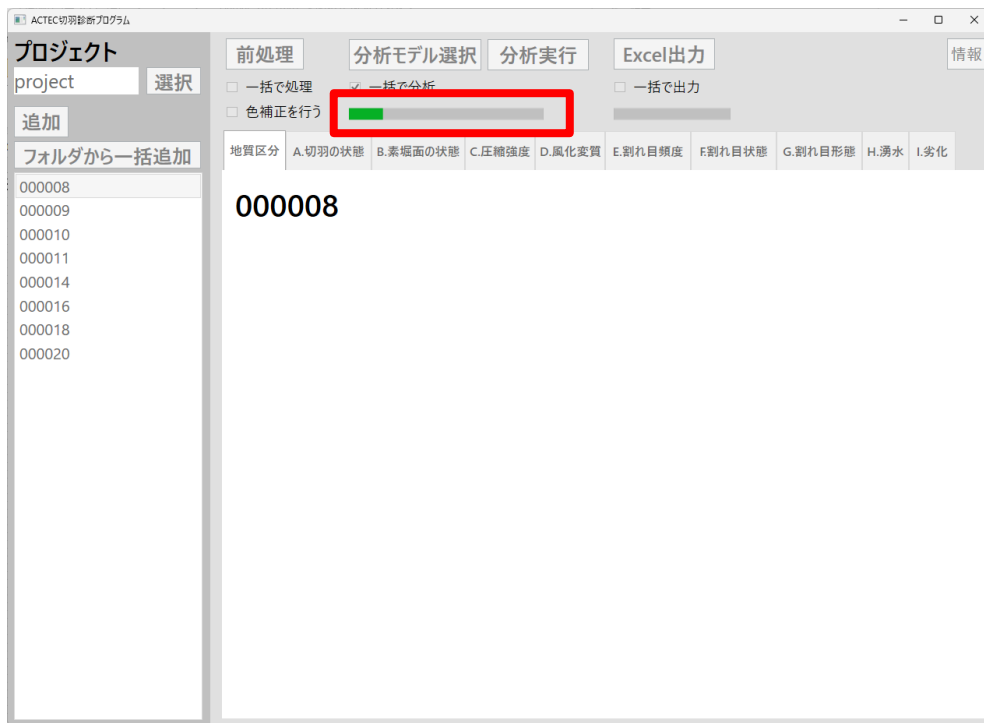 ACTEC切羽診断プログラム
プロジェクト
project
選択
追加
フォルダから一括追加
000008
000009
000010
000011
000014
000016
000018
000020
前処理
分析モデル選択
分析実行
Excel出力
情報
一括で処理
一括で分析
一括で出力
色補正を行う
地質区分
A.切羽の状態
B.素堀面の状態
C.圧縮強度
D.風化変質
E.割れ目頻度
F.割れ目状態
G.割れ目形態
H.湧水
I.劣化
000008